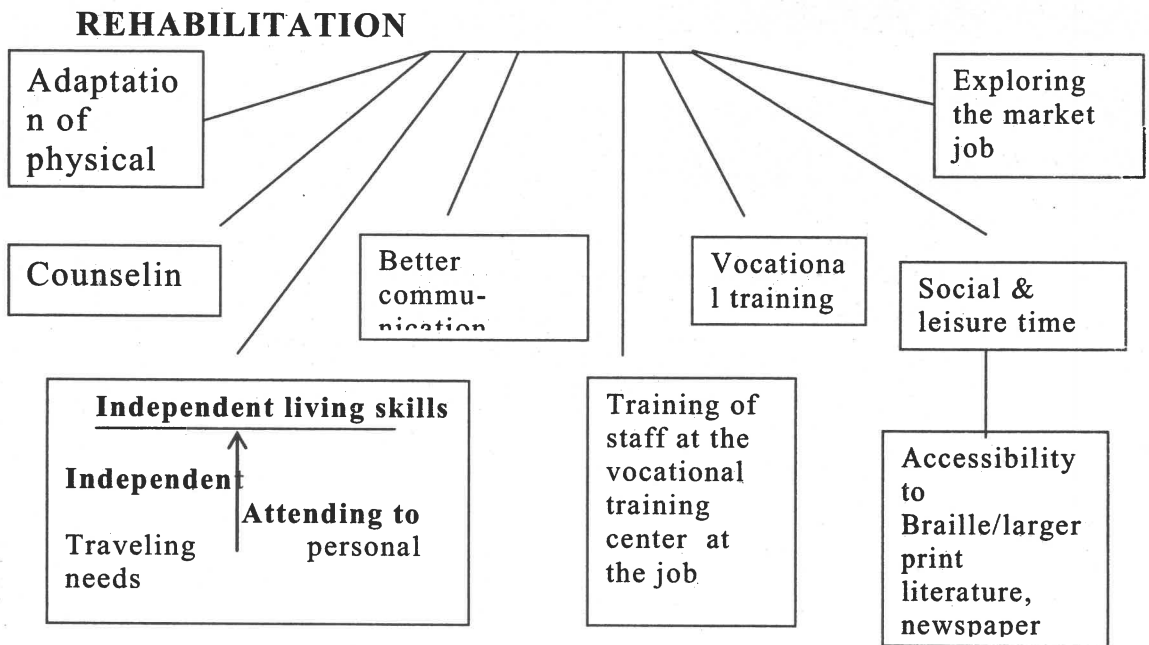 REHABILITATION
Adaptatio
n of
physical
Exploring
the market
job
Counselin
Better
commu-
nication
Vocationa
l training
Social &
leisure time
Independent living skills
Independent
Attending to
Traveling personal
needs
Training of
staff at the
vocational
training
center at
the job
Accessibility
to
Braille/larger
print
literature,
newspaper